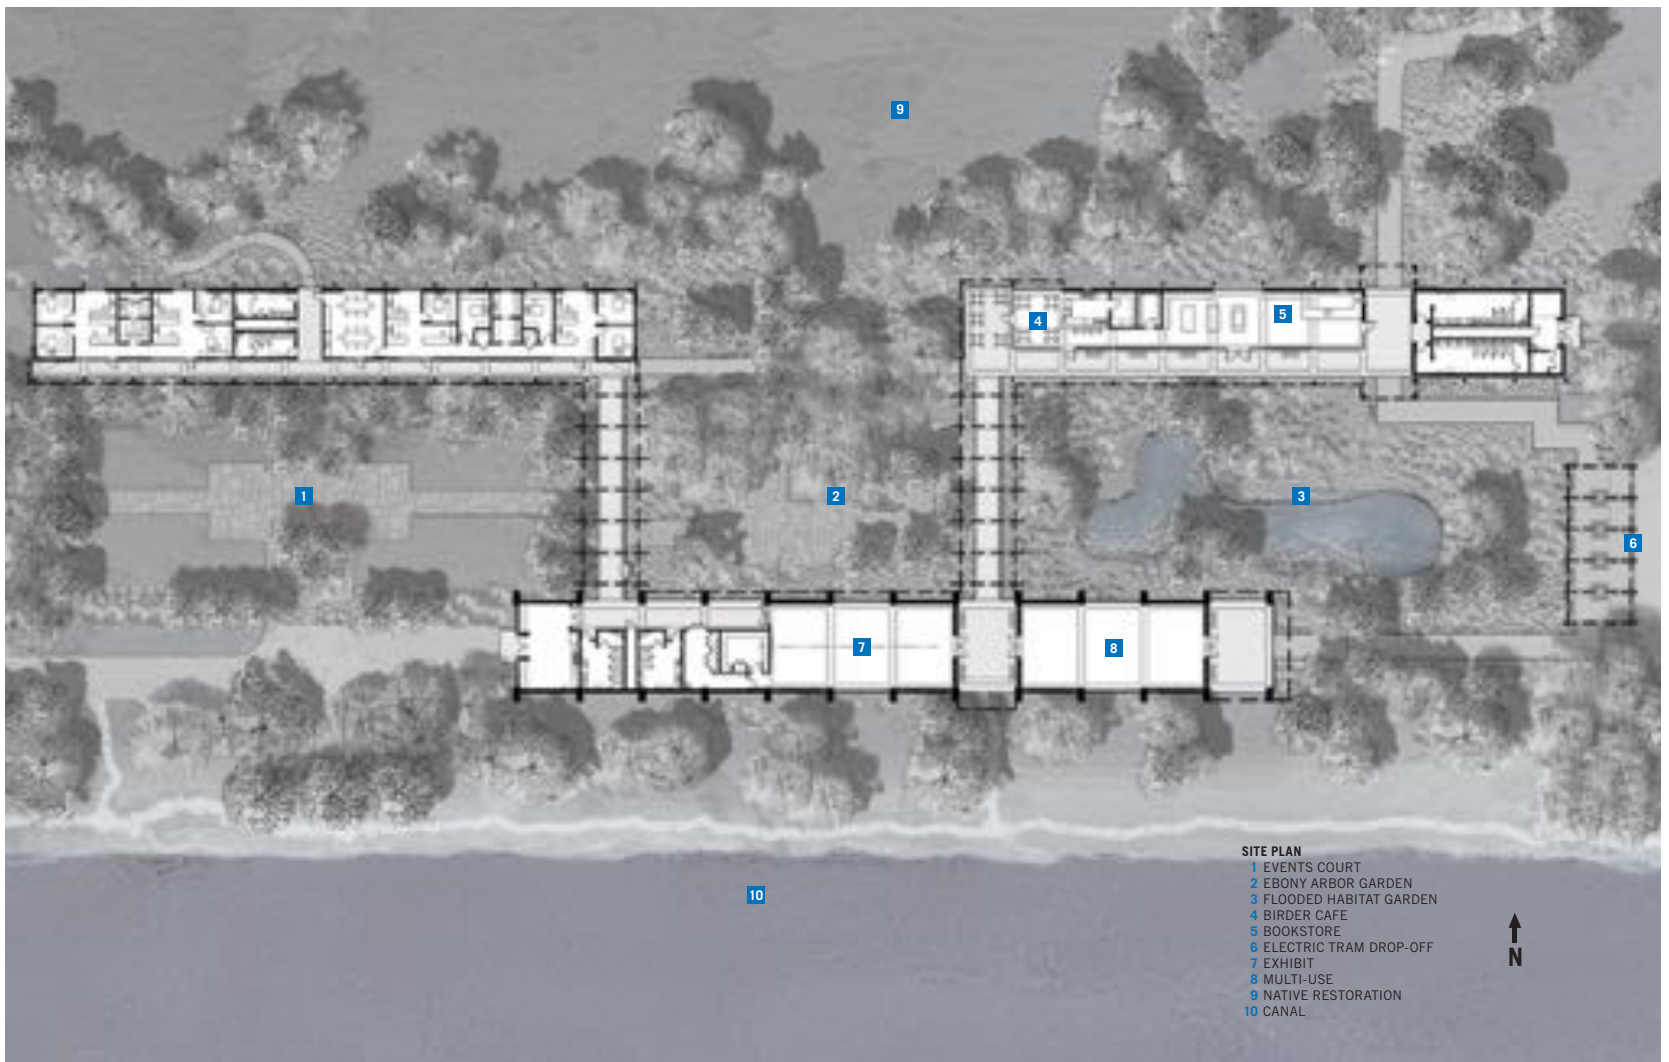 9
4
5
1
2
3
6
7
8
10
SITE PLAN
1 EVENTS COURT
2 EBONY ARBOR GARDEN
3 FLOODED HABITAT GARDEN
4 BIRDER CAFE
5 BOOKSTORE
6 ELECTRIC TRAM DROP-OFF
7 EXHIBIT
8 MULTI-USE
9 NATIVE RESTORATION
10 CANAL
N